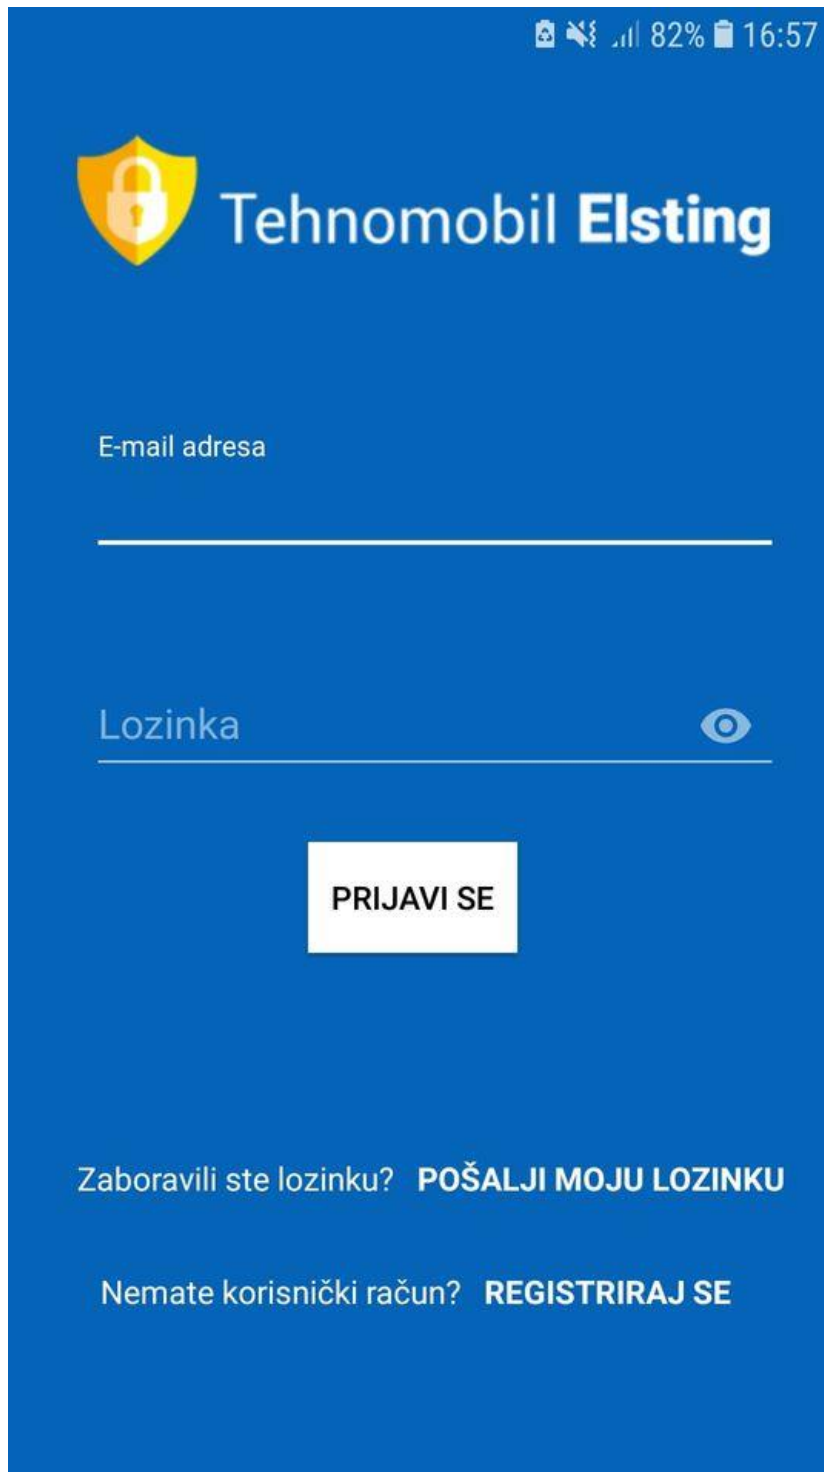 82% 16:57
Tehnomobil Elsting
E-mail adresa
Lozinka
PRIJAVI SE
Zaboravili ste lozinku? POŠALJI MOJU LOZINKU
Nemate korisnički račun? REGISTRIRAJ SE